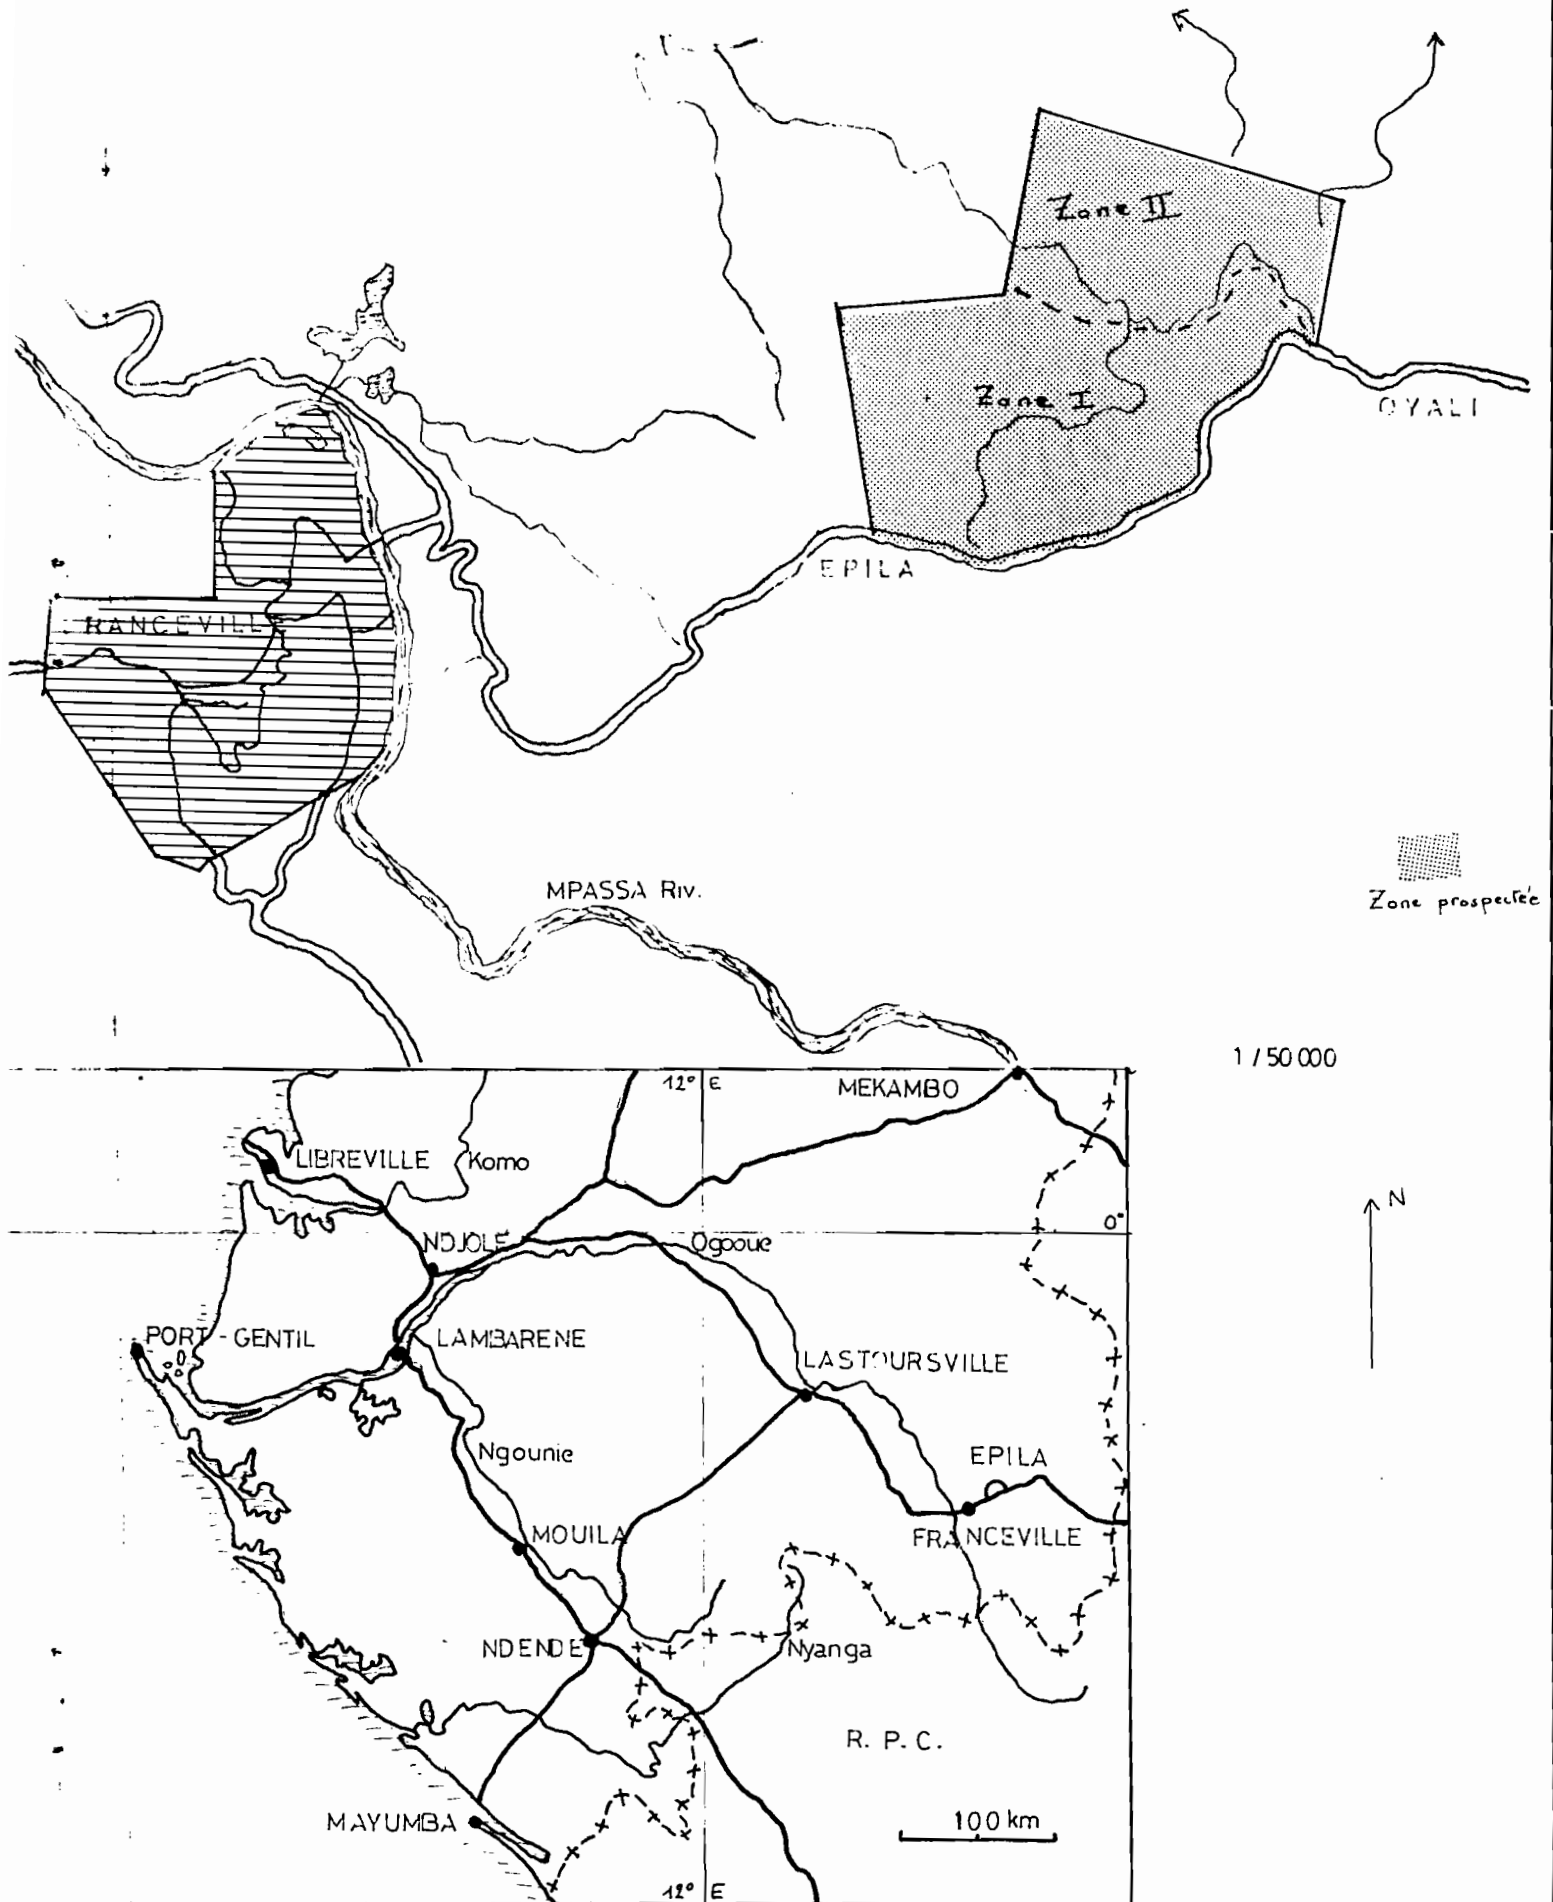 Zone II
Zone I
OYALI
EPILA
RANCEVILL
MPASSA Riv.
Zone prospectée
1 / 50 000
12° E
MEKAMBO
LIBREVILLE
Komo
N
0°
NDJOLE
Ogooue
PORT-GENTIL
LAMBARENE
LASTOURSVILLE
Ngounie
EPILA
MOUILA
FRANCEVILLE
NDENDE
Nyanga
R. P. C.
MAYUMBA
100 km
12° E